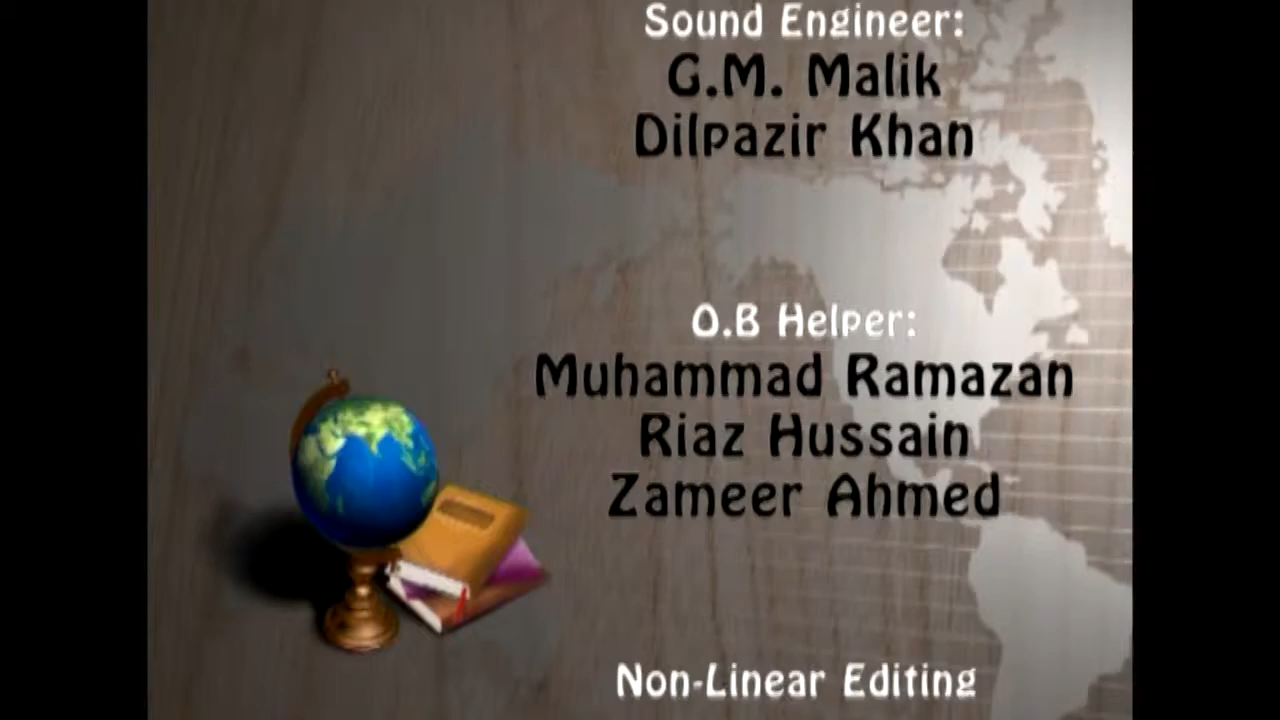 Sound Engineer:
G.M. Malik
Dilpazir Khan
O.B Helper:
Muhammad Ramazan
Riaz Hussain
Zameer Ahmed
Non-Linear Editing